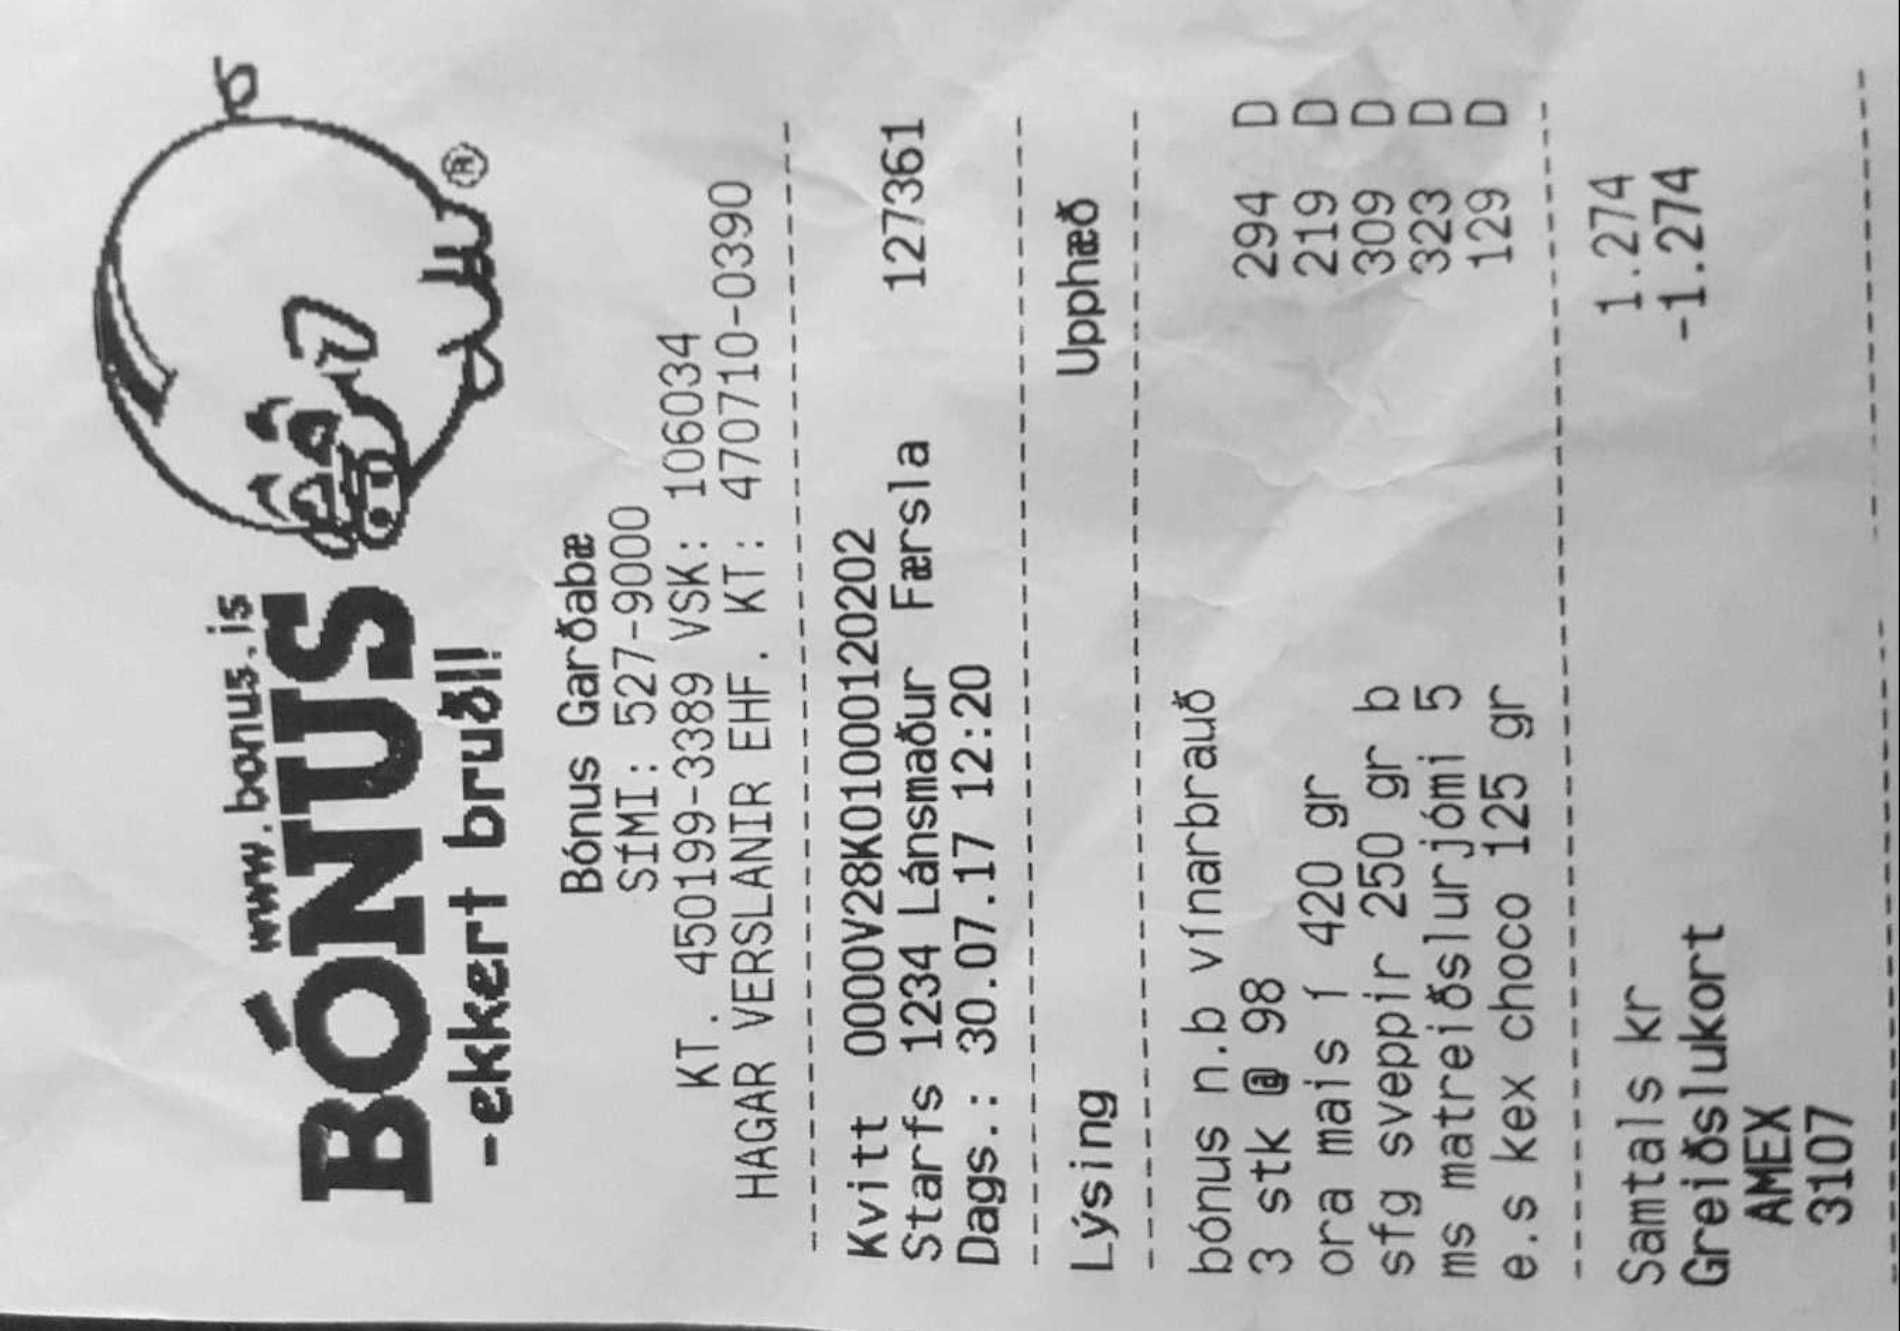 www.bonus.is
BÓNUS
®
-ekkert bruðl!
Bónus Garðabæ
SÍMI: 527-9000
KT. 450199-3389 VSK: 106034
HAGAR VERSLANIR EHF. KT: 470710-0390
Kvitt 0000V28K010000120202
Starfs 1234 Lánsmaður Færsla 127361
Dags.: 30.07.17 12:20
Lýsing Upphæð
bónus n.b vínarbrauð
3 stk @ 98 294 D
ora mais í 420 gr 219 D
sfg sveppir 250 gr b 309 D
ms matreiðslurjómi 5 323 D
e.s kex choco 125 gr 129 D
Samtals kr 1.274
Greiðslukort -1.274
AMEX
3107